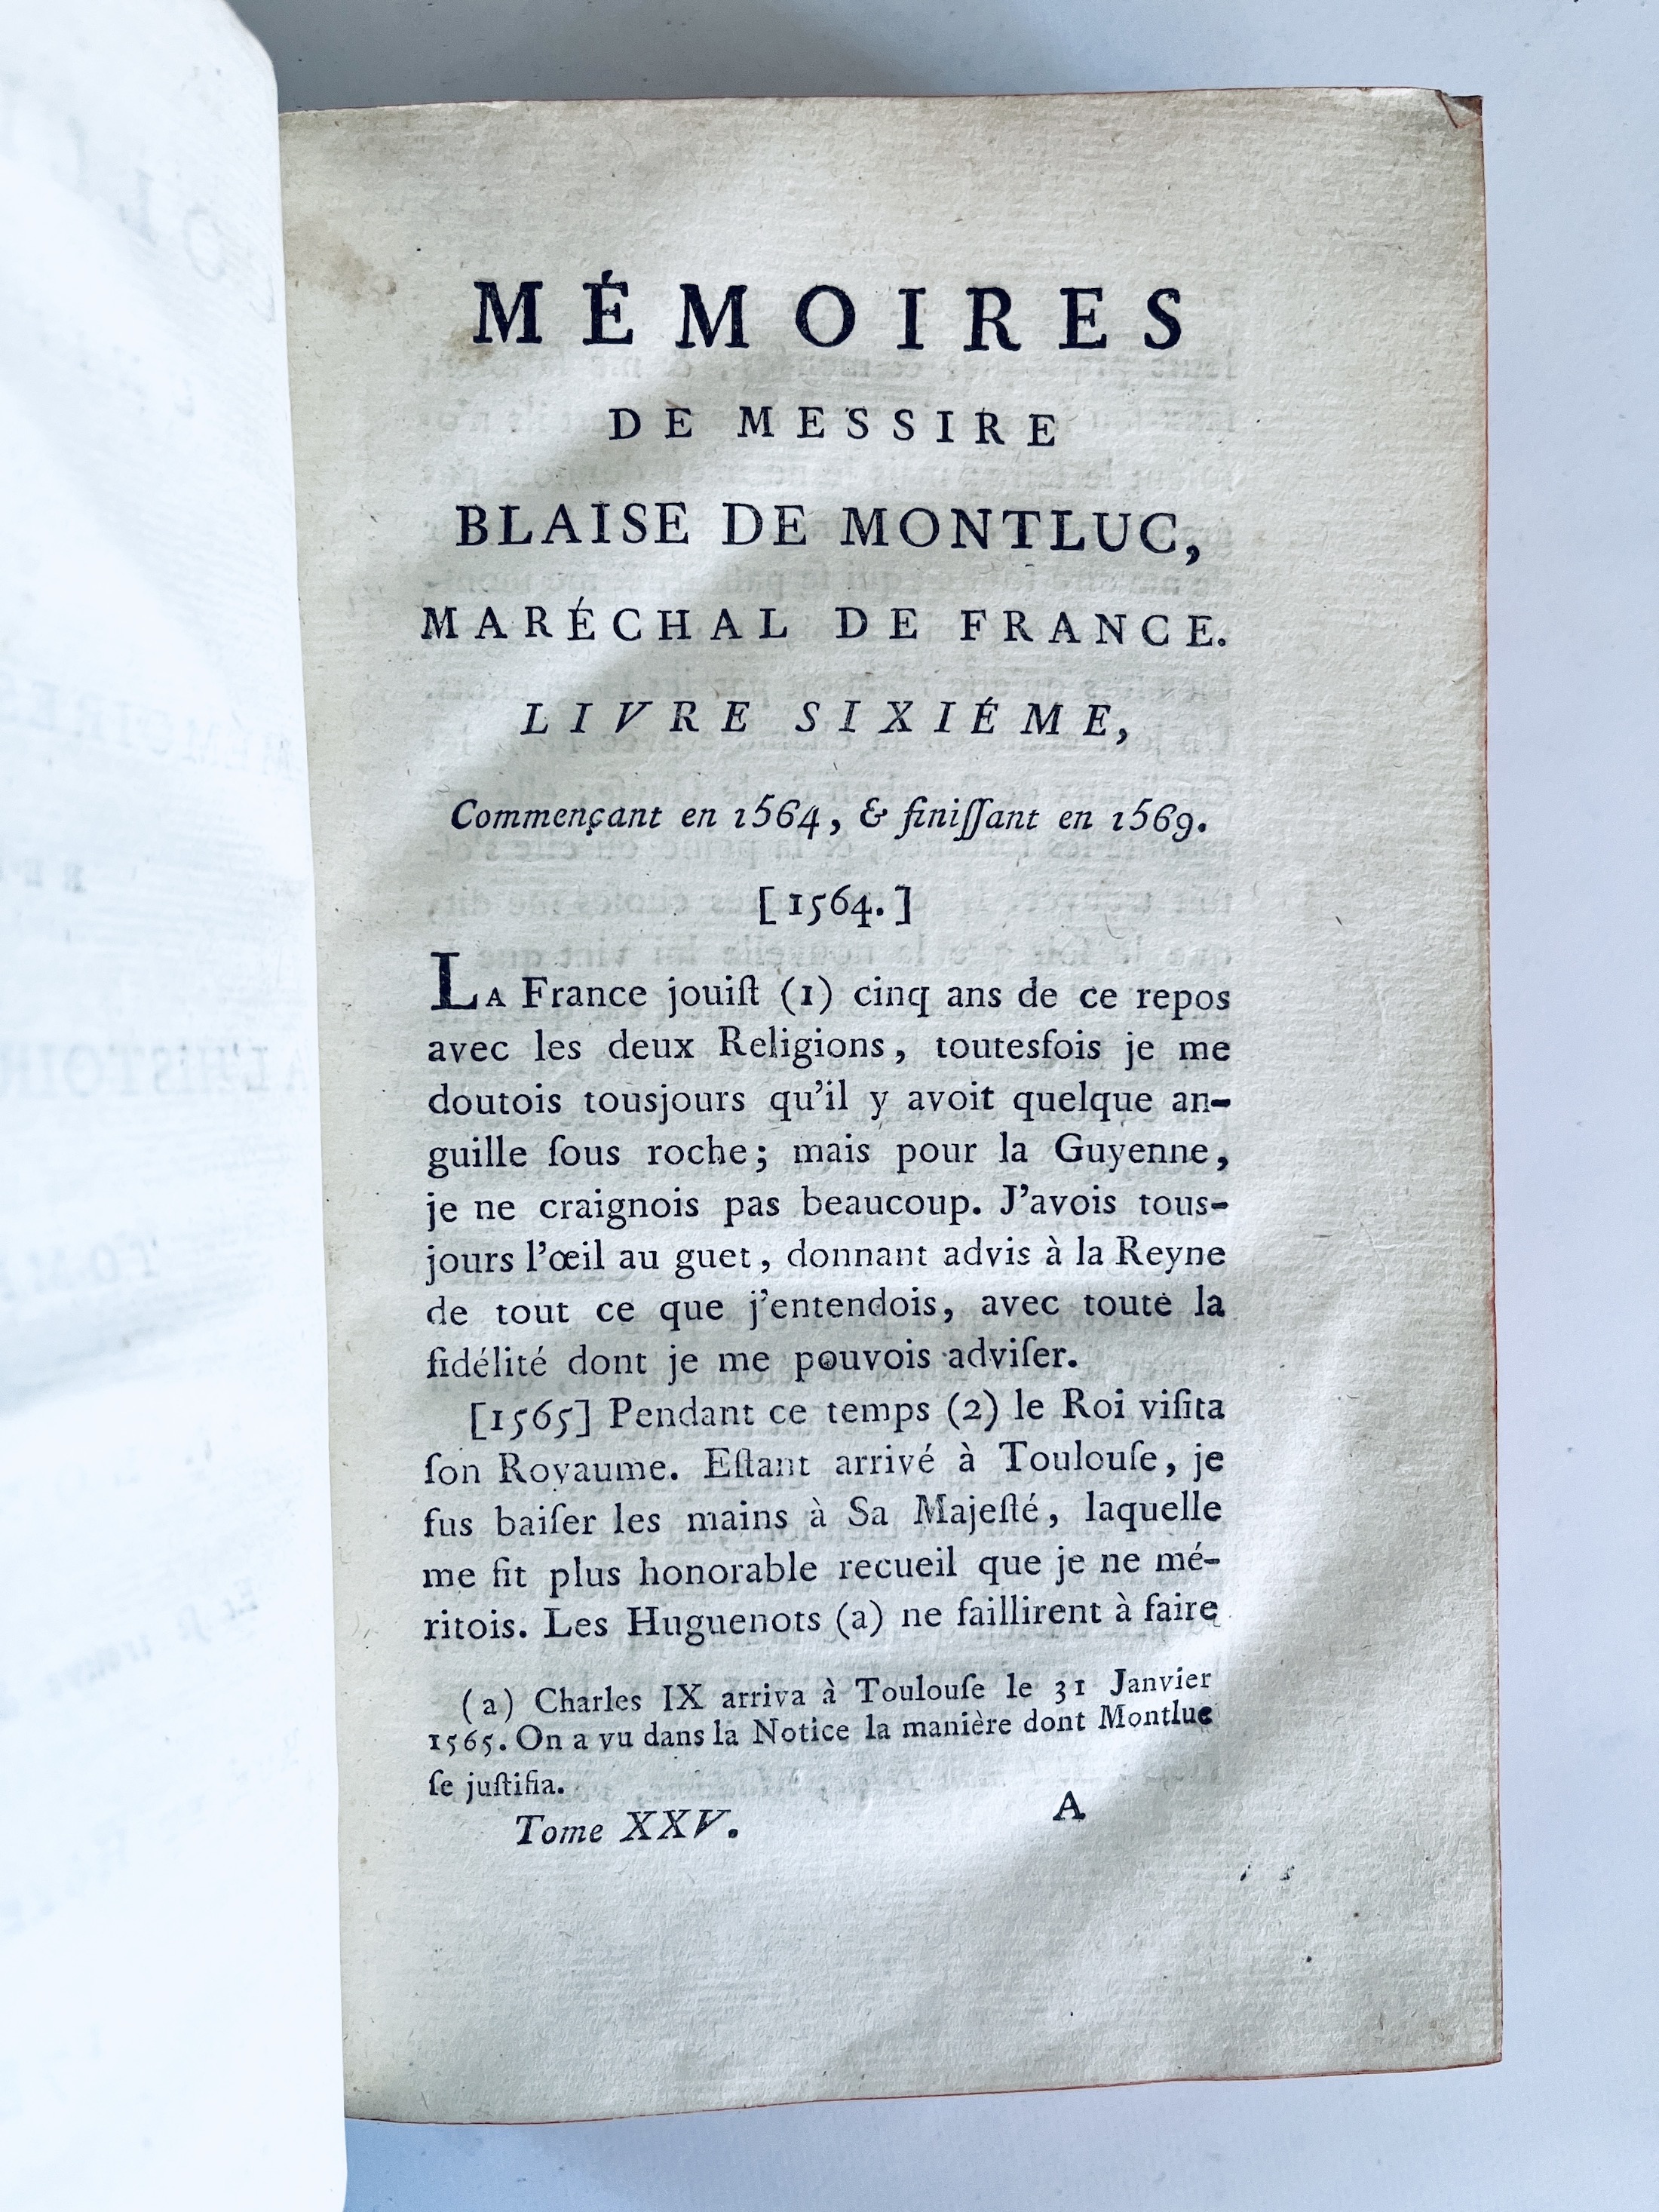 MÉMOIRES
DE MESSIRE
BLAISE DE MONTLUC,
MARÉCHAL DE FRANCE.
LIVRE SIXIÉME,
Commençant en 1564, & finiſſant en 1569.
[1564.]
LA France jouiſt (1) cinq ans de ce repos
avec les deux Religions, toutesfois je me
doutois tousjours qu'il y avoit quelque an-
guille ſous roche; mais pour la Guyenne,
je ne craignois pas beaucoup. J'avois tous-
jours l'œil au guet, donnant advis à la Reyne
de tout ce que j'entendois, avec toute la
fidélité dont je me pouvois adviſer.
[1565] Pendant ce temps (2) le Roi viſita
ſon Royaume. Eſtant arrivé à Toulouſe, je
fus baiſer les mains à Sa Majeſté, laquelle
me fit plus honorable recueil que je ne mé-
ritois. Les Huguenots (a) ne faillirent à faire
(a) Charles IX arriva à Toulouſe le 31 Janvier
1565. On a vu dans la Notice la manière dont Montluc
ſe juſtifia.
Tome XXV. A